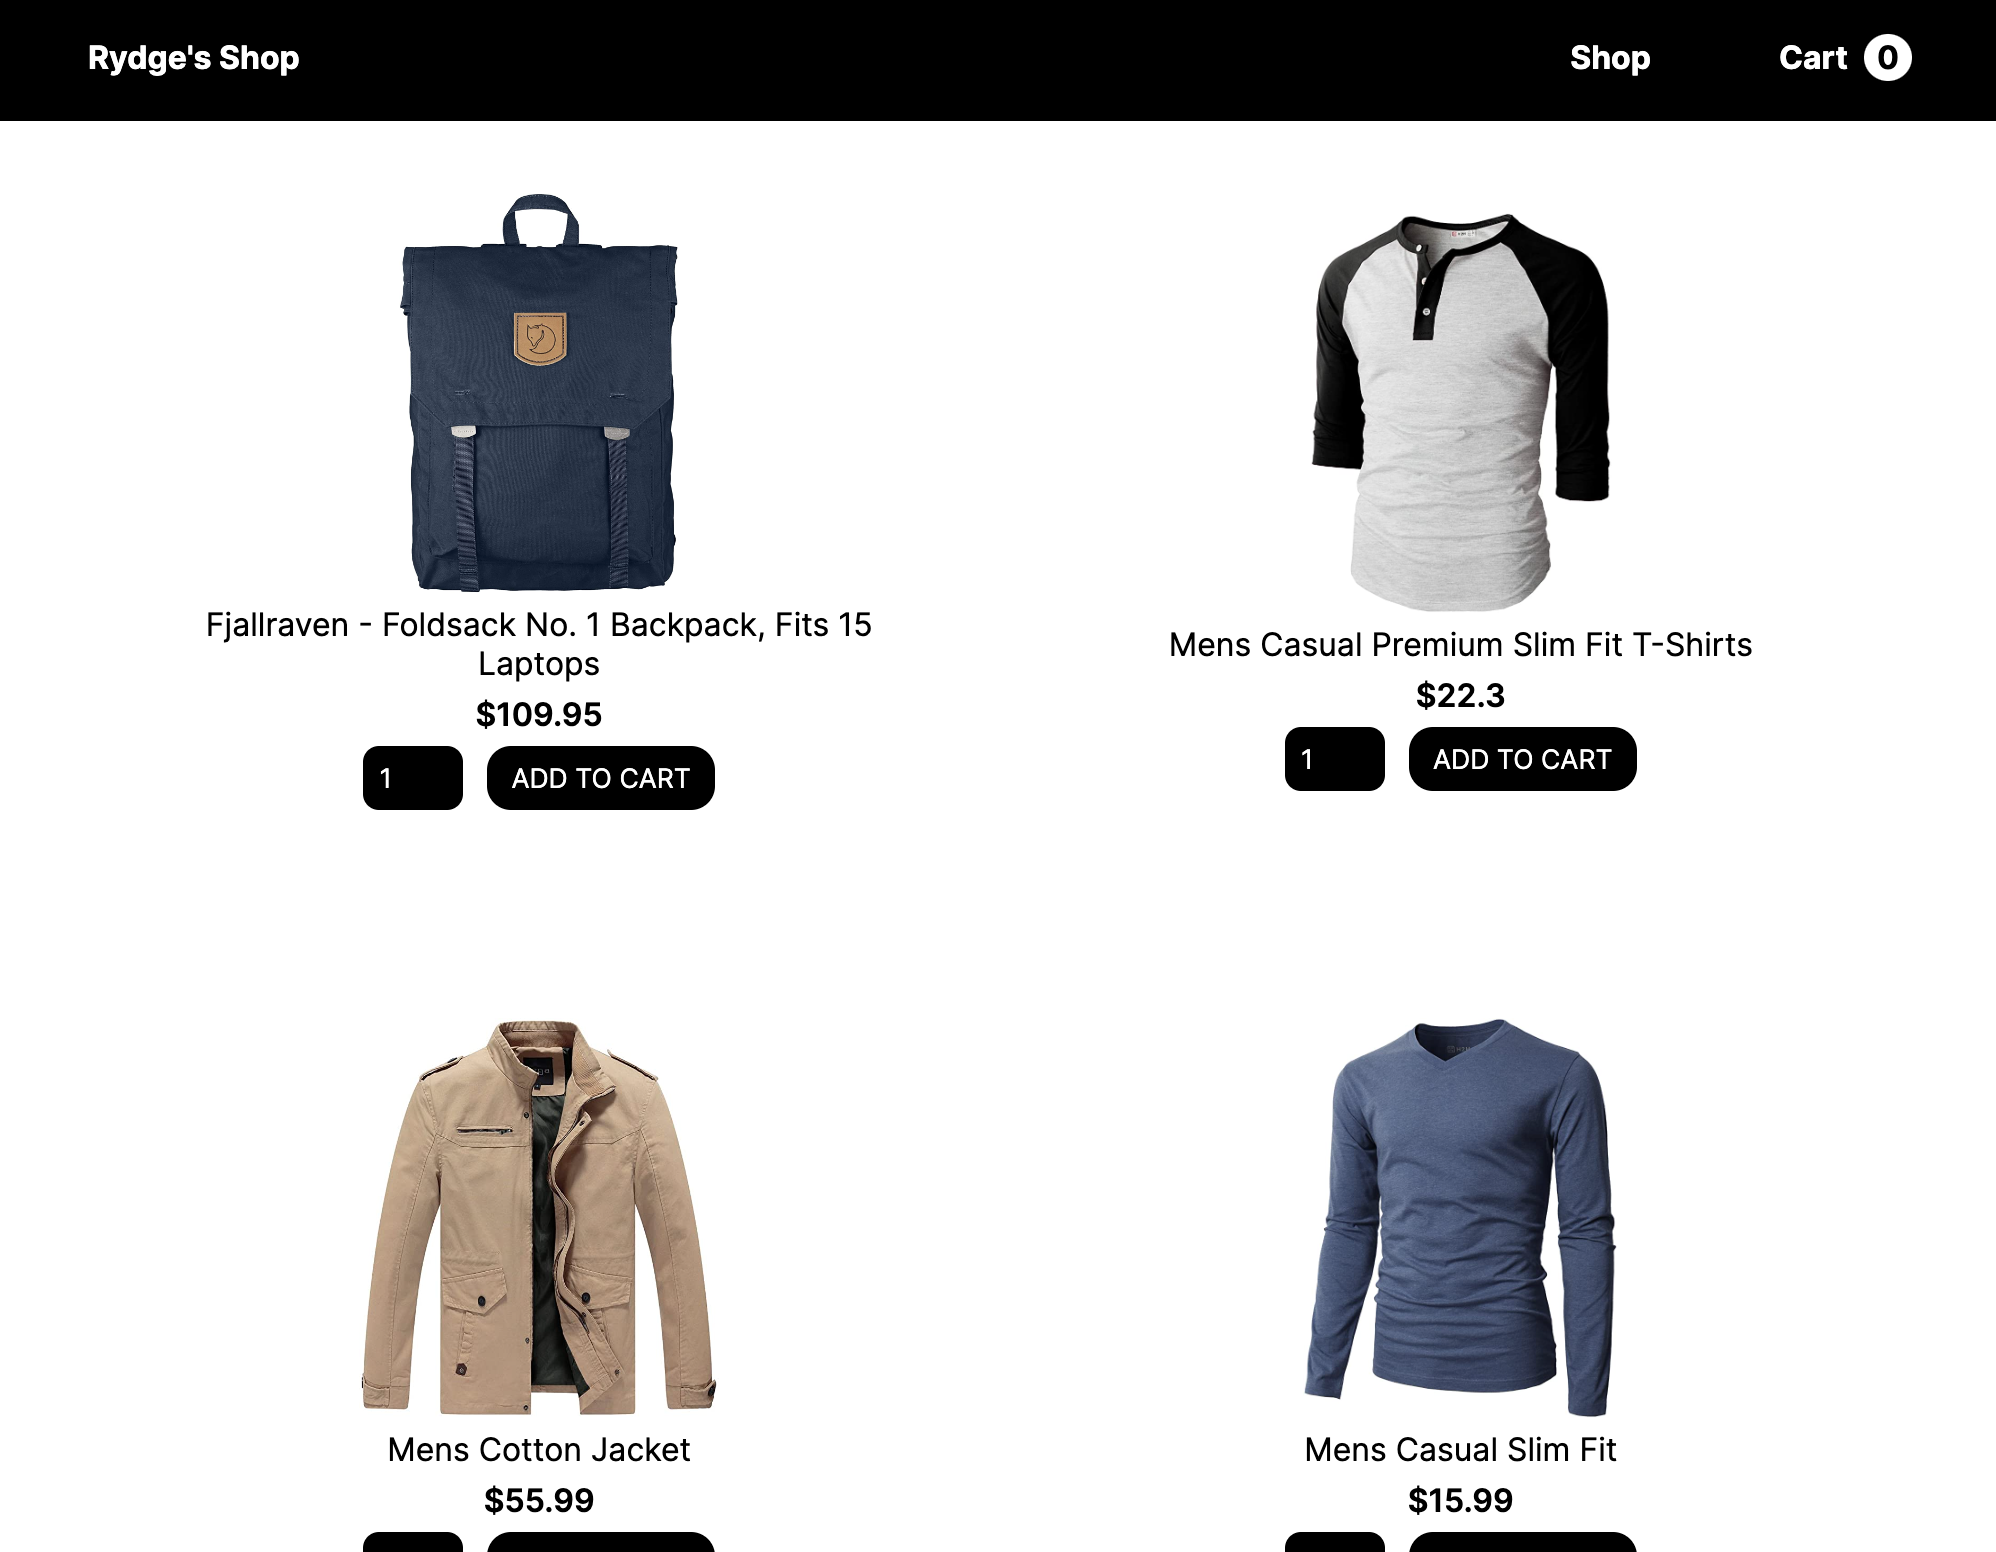 Rydge's Shop
Shop
Cart 0
Fjallraven - Foldsack No. 1 Backpack, Fits 15
Laptops
$109.95
1
ADD TO CART
Mens Casual Premium Slim Fit T-Shirts
$22.3
1
ADD TO CART
Mens Cotton Jacket
$55.99
Mens Casual Slim Fit
$15.99